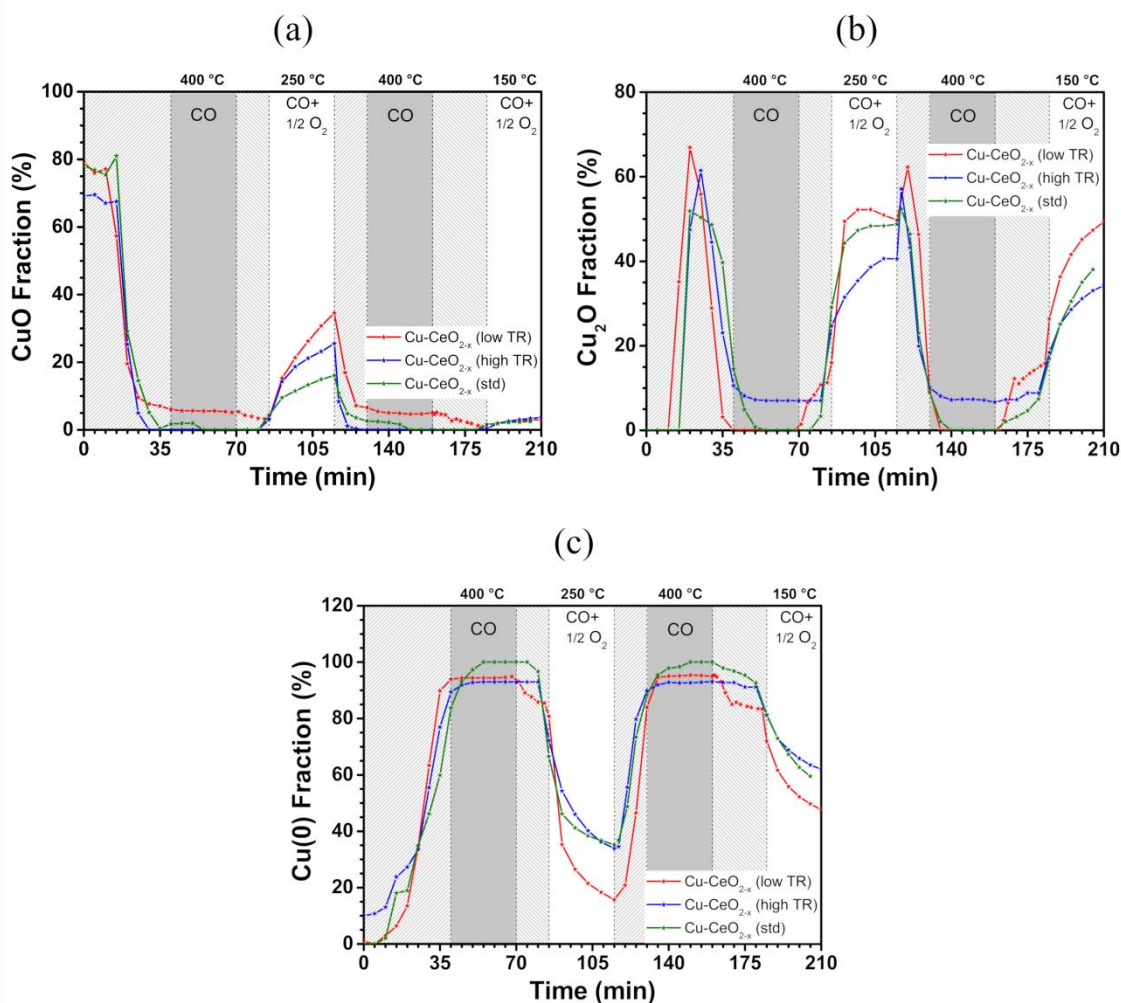 (a)
400 °C 250 °C 400 °C 150 °C
CO CO+ CO CO+
1/2 O2 1/2 O2
100
80
60
40
20
0
CuO Fraction (%)
Cu-CeO2-x (low TR)
Cu-CeO2-x (high TR)
Cu-CeO2-x (std)
0 35 70 105 140 175 210
Time (min)
(b)
400 °C 250 °C 400 °C 150 °C
CO CO+ CO CO+
1/2 O2 1/2 O2
80
60
40
20
0
Cu2O Fraction (%)
Cu-CeO2-x (low TR)
Cu-CeO2-x (high TR)
Cu-CeO2-x (std)
0 35 70 105 140 175 210
Time (min)
(c)
400 °C 250 °C 400 °C 150 °C
CO CO+ CO CO+
1/2 O2 1/2 O2
120
100
80
60
40
20
0
Cu(0) Fraction (%)
Cu-CeO2-x (low TR)
Cu-CeO2-x (high TR)
Cu-CeO2-x (std)
0 35 70 105 140 175 210
Time (min)